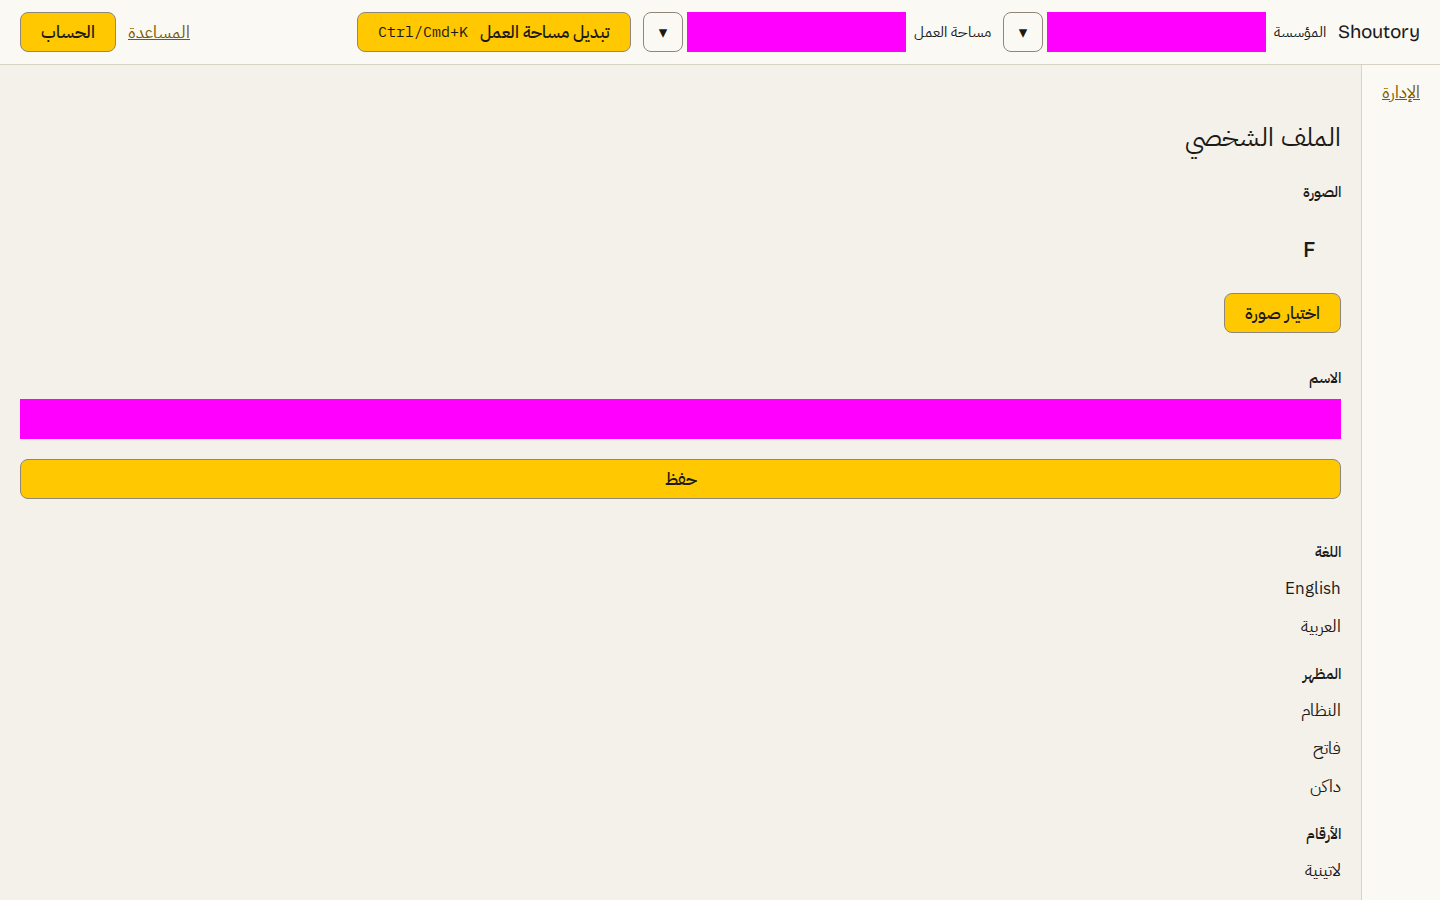 Shoutory المؤسسة ▼ مساحة العمل ▼ تبديل مساحة العمل Ctrl/Cmd+K المساعدة الحساب
الإدارة
الملف الشخصي
الصورة
F
اختيار صورة
الاسم
حفظ
اللغة
English
العربية
المظهر
النظام
فاتح
داكن
الأرقام
لاتينية